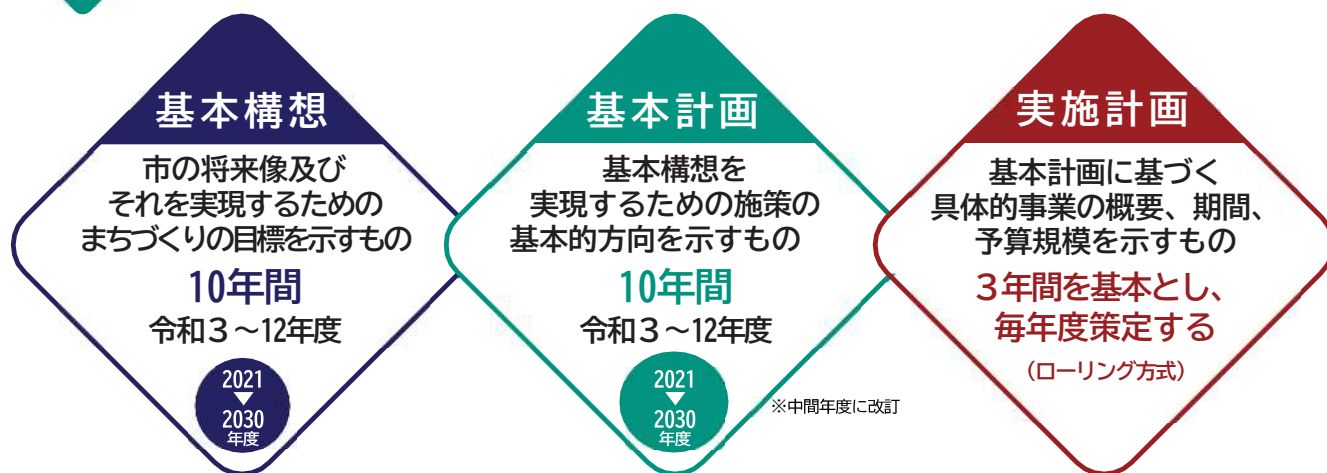 基本構想
市の将来像及び
それを実現するための
まちづくりの目標を示すもの
10年間
令和３～12年度
2021
▼
2030
年度
基本計画
基本構想を
実現するための施策の
基本的方向を示すもの
10年間
令和３～12年度
2021
▼
2030
年度
※中間年度に改訂
実施計画
基本計画に基づく
具体的事業の概要、期間、
予算規模を示すもの
３年間を基本とし、
毎年度策定する
（ローリング方式）